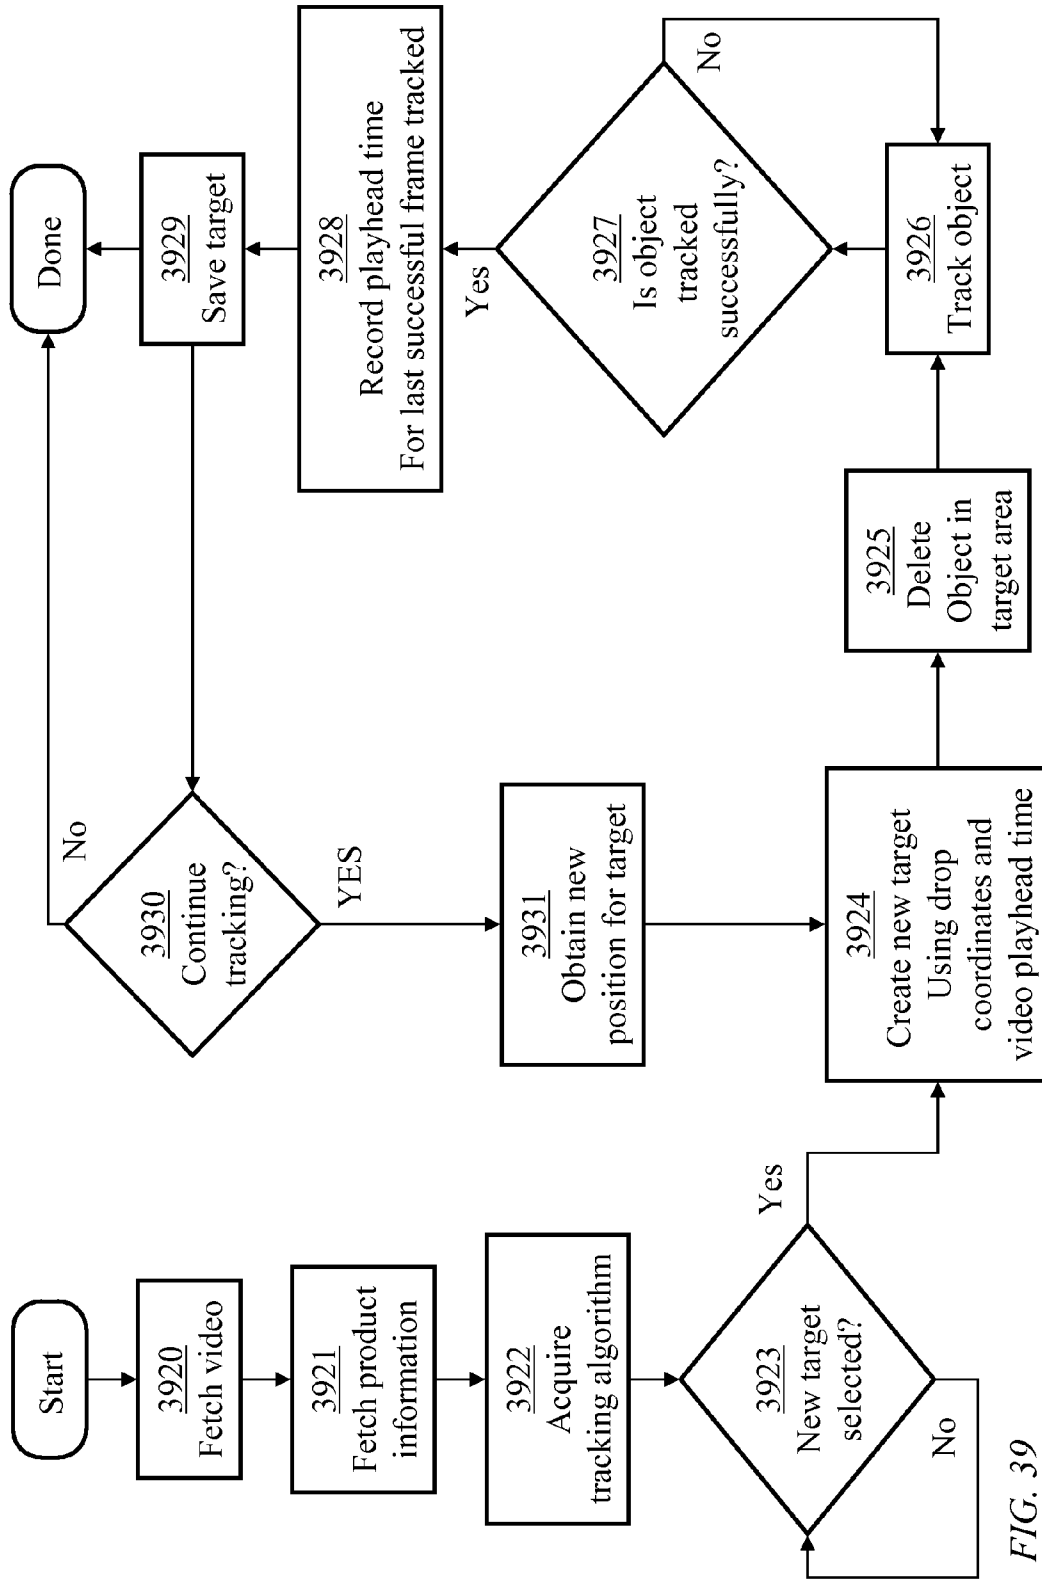 Start
3920
Fetch video
3921
Fetch product
information
3922
Acquire
tracking algorithm
3923
New target
selected?
No
Yes
3924
Create new target
Using drop
coordinates and
video playhead time
3925
Delete
Object in
target area
3926
Track object
3927
Is object
tracked
successfully?
No
Yes
3928
Record playhead time
For last successful frame tracked
3929
Save target
Done
3930
Continue
tracking?
No
YES
3931
Obtain new
position for target
FIG. 39